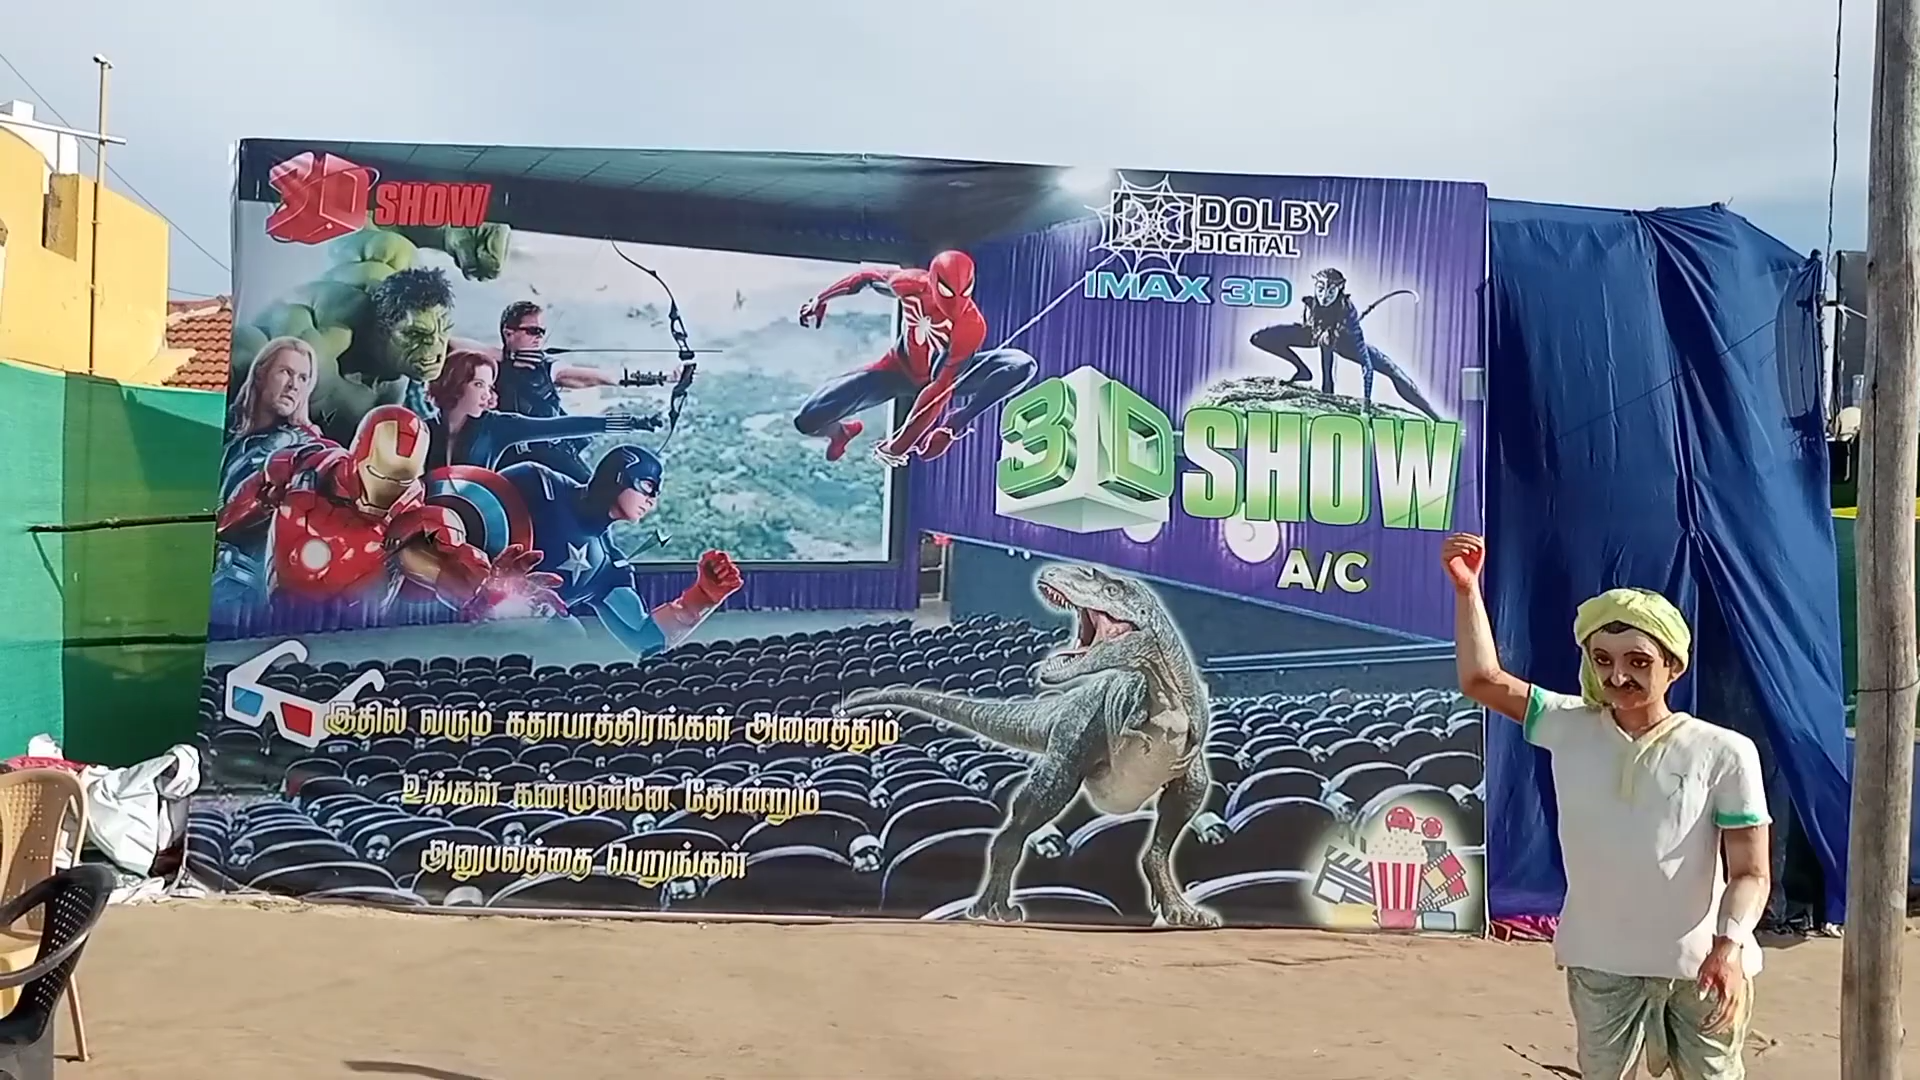 3D SHOW
DOLBY
DIGITAL
IMAX 3D
3D SHOW
A/C
இதில் வரும் கதாபாத்திரங்கள் அனைத்தும்
உங்கள் கண்முன்னே தோன்றும்
அனுபவத்தை பெறுங்கள்